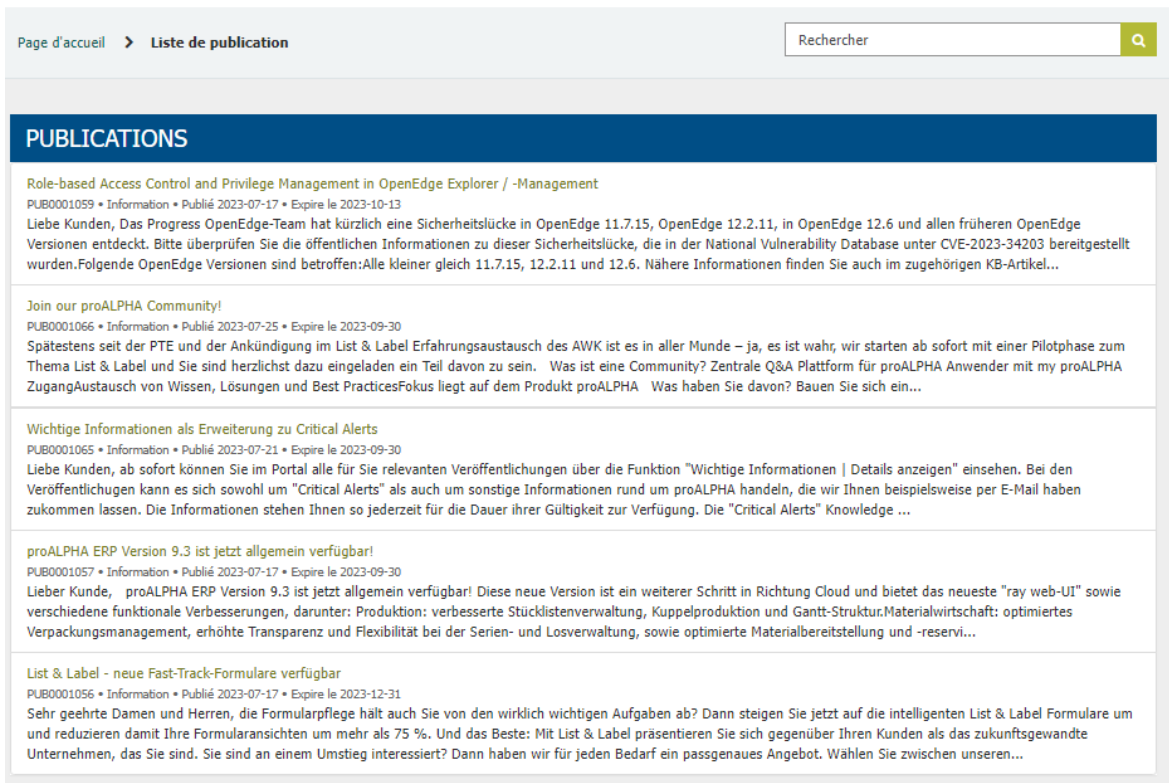 Page d'accueil > Liste de publication
Rechercher
PUBLICATIONS
Role-based Access Control and Privilege Management in OpenEdge Explorer / -Management
PUB0001059 • Information • Publié 2023-07-17 • Expire le 2023-10-13
Liebe Kunden, Das Progress OpenEdge-Team hat kürzlich eine Sicherheitslücke in OpenEdge 11.7.15, OpenEdge 12.2.11, in OpenEdge 12.6 und allen früheren OpenEdge
Versionen entdeckt. Bitte überprüfen Sie die öffentlichen Informationen zu dieser Sicherheitslücke, die in der National Vulnerability Database unter CVE-2023-34203 bereitgestellt
wurden.Folgende OpenEdge Versionen sind betroffen:Alle kleiner gleich 11.7.15, 12.2.11 und 12.6. Nähere Informationen finden Sie auch im zugehörigen KB-Artikel...
Join our proALPHA Community!
PUB0001066 • Information • Publié 2023-07-25 • Expire le 2023-09-30
Spätestens seit der PTE und der Ankündigung im List & Label Erfahrungsaustausch des AWK ist es in aller Munde – ja, es ist wahr, wir starten ab sofort mit einer Pilotphase zum
Thema List & Label und Sie sind herzlichst dazu eingeladen ein Teil davon zu sein. Was ist eine Community? Zentrale Q&A Plattform für proALPHA Anwender mit my proALPHA
ZugangAustausch von Wissen, Lösungen und Best PracticesFokus liegt auf dem Produkt proALPHA Was haben Sie davon? Bauen Sie sich ein...
Wichtige Informationen als Erweiterung zu Critical Alerts
PUB0001065 • Information • Publié 2023-07-21 • Expire le 2023-09-30
Liebe Kunden, ab sofort können Sie im Portal alle für Sie relevanten Veröffentlichungen über die Funktion "Wichtige Informationen | Details anzeigen" einsehen. Bei den
Veröffentlichugen kann es sich sowohl um "Critical Alerts" als auch um sonstige Informationen rund um proALPHA handeln, die wir Ihnen beispielsweise per E-Mail haben
zukommen lassen. Die Informationen stehen Ihnen so jederzeit für die Dauer ihrer Gültigkeit zur Verfügung. Die "Critical Alerts" Knowledge ...
proALPHA ERP Version 9.3 ist jetzt allgemein verfügbar!
PUB0001057 • Information • Publié 2023-07-17 • Expire le 2023-09-30
Lieber Kunde, proALPHA ERP Version 9.3 ist jetzt allgemein verfügbar! Diese neue Version ist ein weiterer Schritt in Richtung Cloud und bietet das neueste "ray web-UI" sowie
verschiedene funktionale Verbesserungen, darunter: Produktion: verbesserte Stücklistenverwaltung, Kuppelproduktion und Gantt-Struktur.Materialwirtschaft: optimiertes
Verpackungsmanagement, erhöhte Transparenz und Flexibilität bei der Serien- und Losverwaltung, sowie optimierte Materialbereitstellung und -reservi...
List & Label - neue Fast-Track-Formulare verfügbar
PUB0001056 • Information • Publié 2023-07-17 • Expire le 2023-12-31
Sehr geehrte Damen und Herren, die Formularpflege hält auch Sie von den wirklich wichtigen Aufgaben ab? Dann steigen Sie jetzt auf die intelligenten List & Label Formulare um
und reduzieren damit Ihre Formularansichten um mehr als 75 %. Und das Beste: Mit List & Label präsentieren Sie sich gegenüber Ihren Kunden als das zukunftsgewandte
Unternehmen, das Sie sind. Sie sind an einem Umstieg interessiert? Dann haben wir für jeden Bedarf ein passgenaues Angebot. Wählen Sie zwischen unseren...